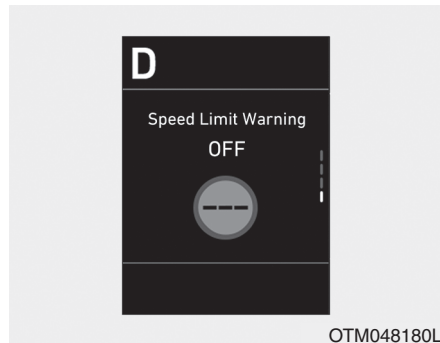 D
Speed Limit Warning
OFF
---
OTM048180L